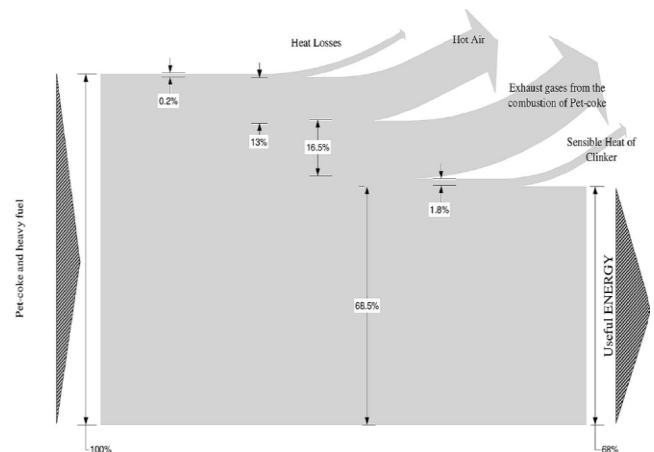 Heat Losses
Hot Air
0.2%
13%
16.5%
Exhaust gases from the
combustion of Pet-coke
Sensible Heat of
Clinker
1.8%
Pet-coke and heavy fuel
68.5%
Useful ENERGY
100%
68%